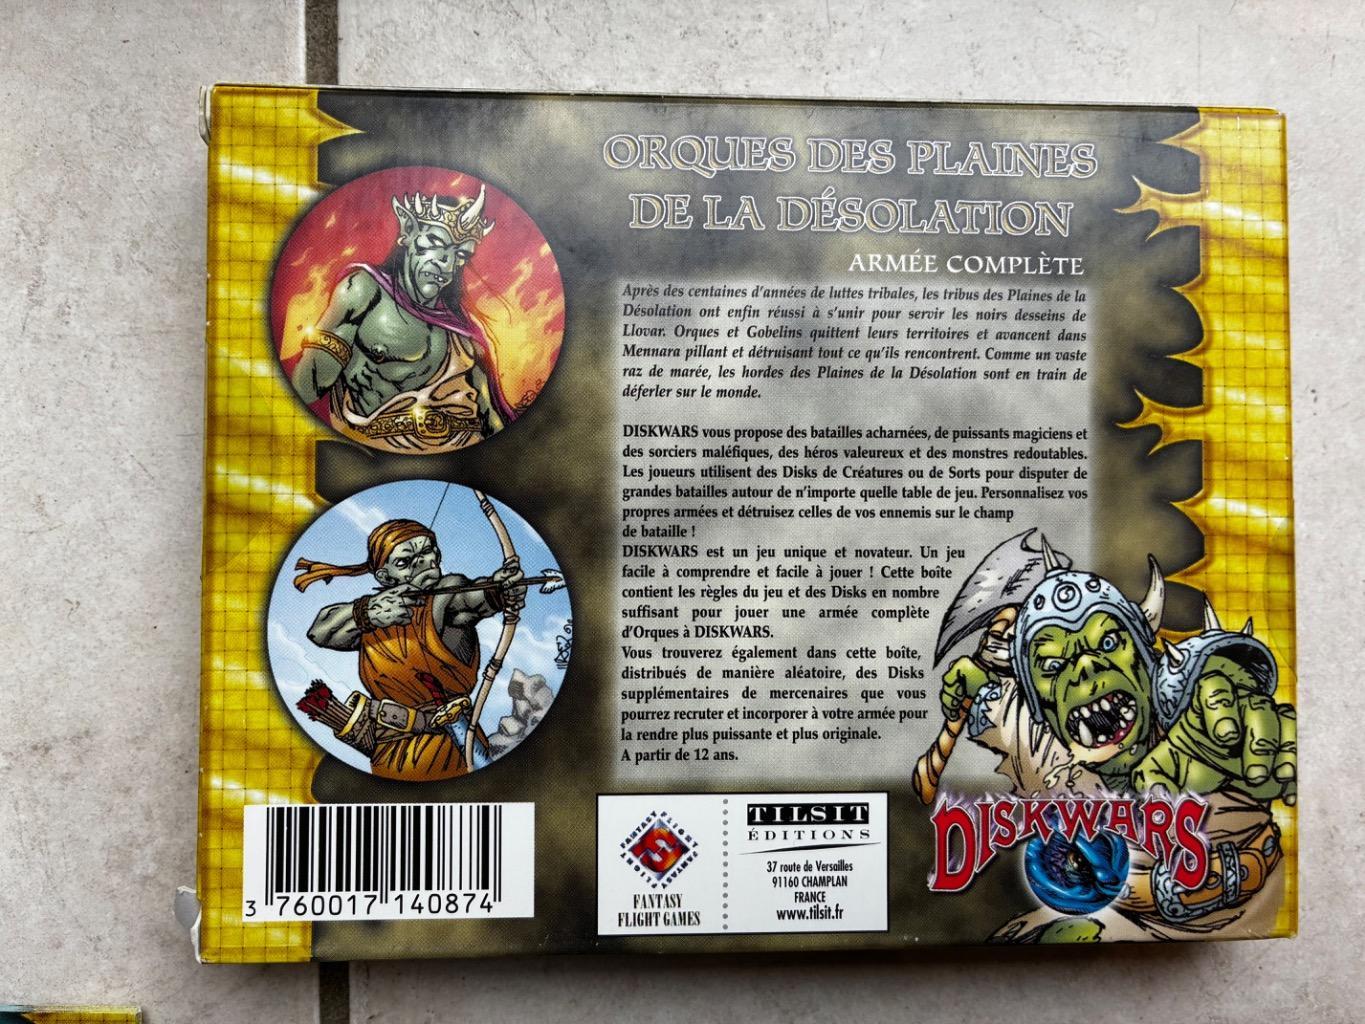 ORQUES DES PLAINES
DE LA DÉSOLATION
ARMÉE COMPLÈTE
Après des centaines d'années de luttes tribales, les tribus des Plaines de la
Désolation ont enfin réussi à s'unir pour servir les noirs desseins de
Llovar. Orques et Gobelins quittent leurs territoires et avancent dans
Mennara pillant et détruisant tout ce qu'ils rencontrent. Comme un vaste
raz de marée, les hordes des Plaines de la Désolation sont en train de
déferler sur le monde.
DISKWARS vous propose des batailles acharnées, de puissants magiciens et
des sorciers maléfiques, des héros valeureux et des monstres redoutables.
Les joueurs utilisent des Disks de Créatures ou de Sorts pour disputer de
grandes batailles autour de n'importe quelle table de jeu. Personnalisez vos
propres armées et détruisez celles de vos ennemis sur le champ
de bataille !
DISKWARS est un jeu unique et novateur. Un jeu
facile à comprendre et facile à jouer ! Cette boîte
contient les règles du jeu et des Disks en nombre
suffisant pour jouer une armée complète
d'Orques à DISKWARS.
Vous trouverez également dans cette boîte,
distribués de manière aléatoire, des Disks
supplémentaires de mercenaires que vous
pourrez recruter et incorporer à votre armée pour
la rendre plus puissante et plus originale.
A partir de 12 ans.
3 760017 140874
FANTASY FLIGHT
FANTASY
FLIGHT GAMES
TILSIT
ÉDITIONS
37 route de Versailles
91160 CHAMPLAN
FRANCE
www.tilsit.fr
DISKWARS